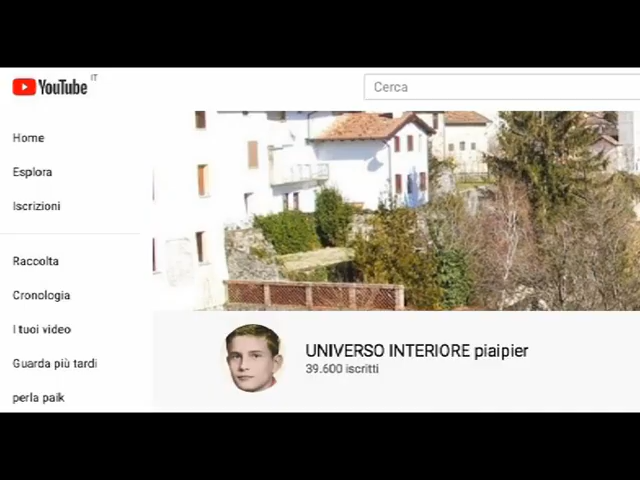 YouTube IT
Cerca
Home
Esplora
Iscrizioni
Raccolta
Cronologia
I tuoi video
Guarda più tardi
perla paik
UNIVERSO INTERIORE piaipier
39.600 iscritti